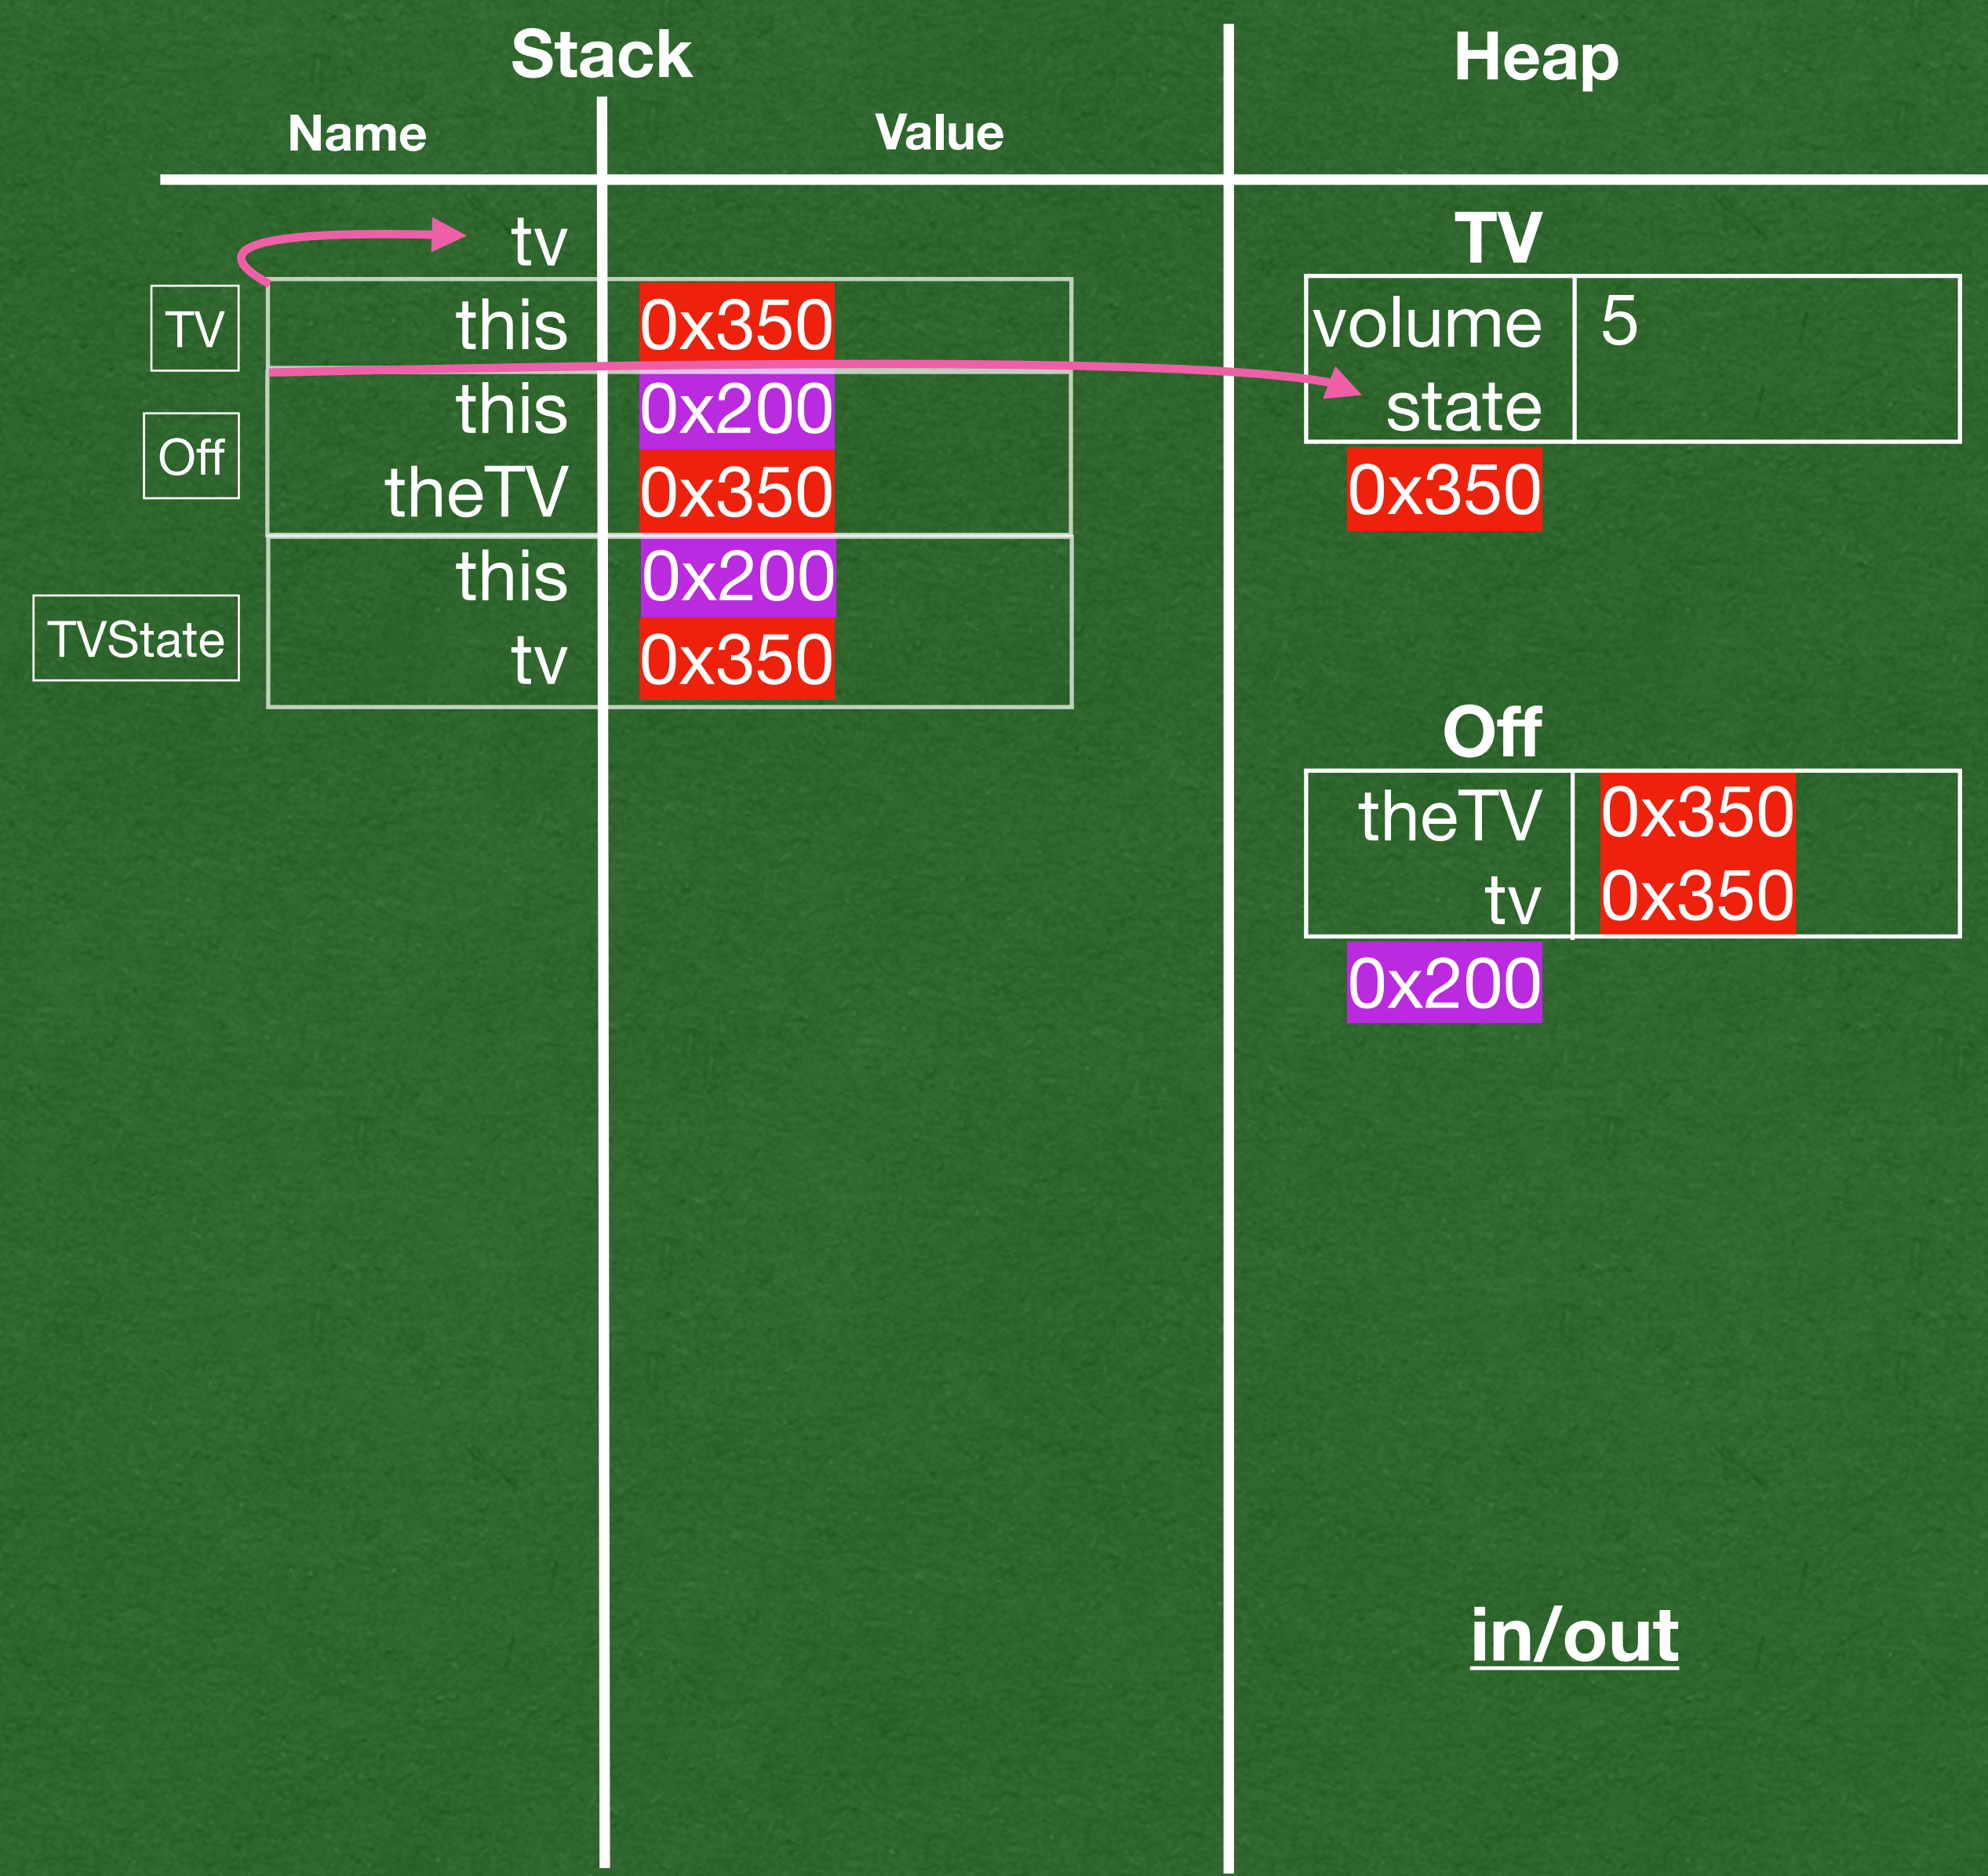 Stack
Heap
Name Value
tv
TV
TV this 0x350
volume 5
this 0x200
state
Off
theTV 0x350
0x350
this 0x200
TVState
tv 0x350
Off
theTV 0x350
tv 0x350
0x200
in/out